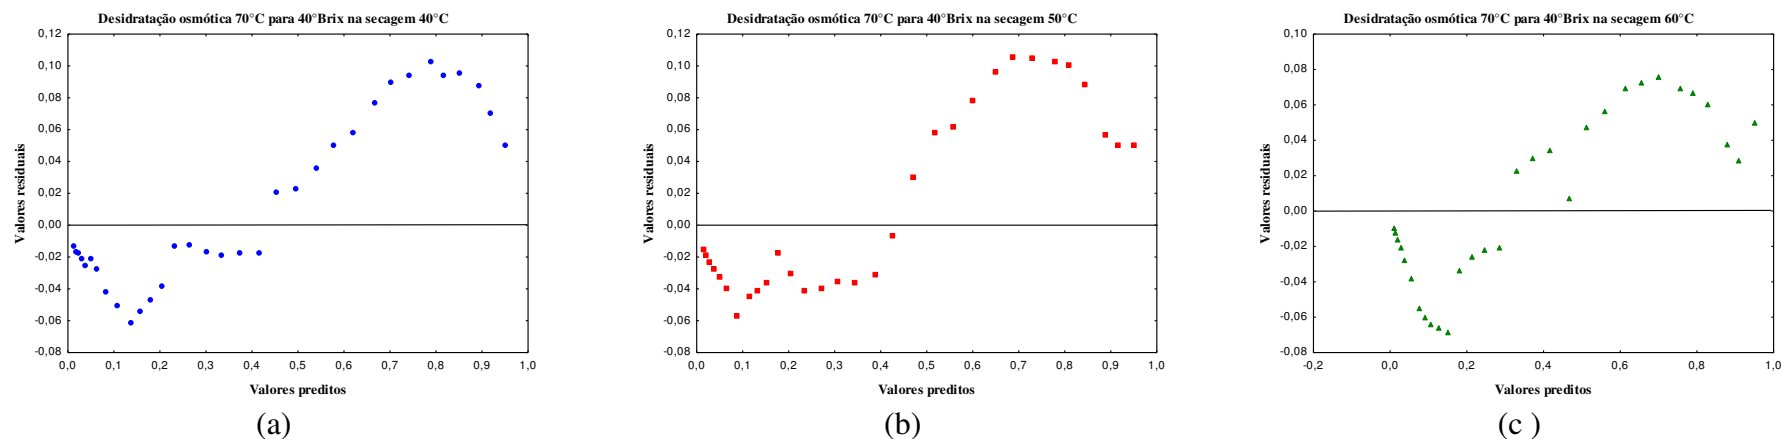 Desidratação osmótica 70°C para 40°Brix na secagem 40°C
0,12
0,10
0,08
0,06
0,04
0,02
0,00
-0,02
-0,04
-0,06
-0,08
Valores residuais
0,0 0,1 0,2 0,3 0,4 0,5 0,6 0,7 0,8 0,9 1,0
Valores preditos
(a)
Desidratação osmótica 70°C para 40°Brix na secagem 50°C
0,12
0,10
0,08
0,06
0,04
0,02
0,00
-0,02
-0,04
-0,06
-0,08
Valores residuais
0,0 0,1 0,2 0,3 0,4 0,5 0,6 0,7 0,8 0,9 1,0
Valores preditos
(b)
Desidratação osmótica 70°C para 40°Brix na secagem 60°C
0,10
0,08
0,06
0,04
0,02
0,00
-0,02
-0,04
-0,06
-0,08
Valores residuais
-0,2 0,0 0,2 0,4 0,6 0,8 1,0
Valores preditos
(c )